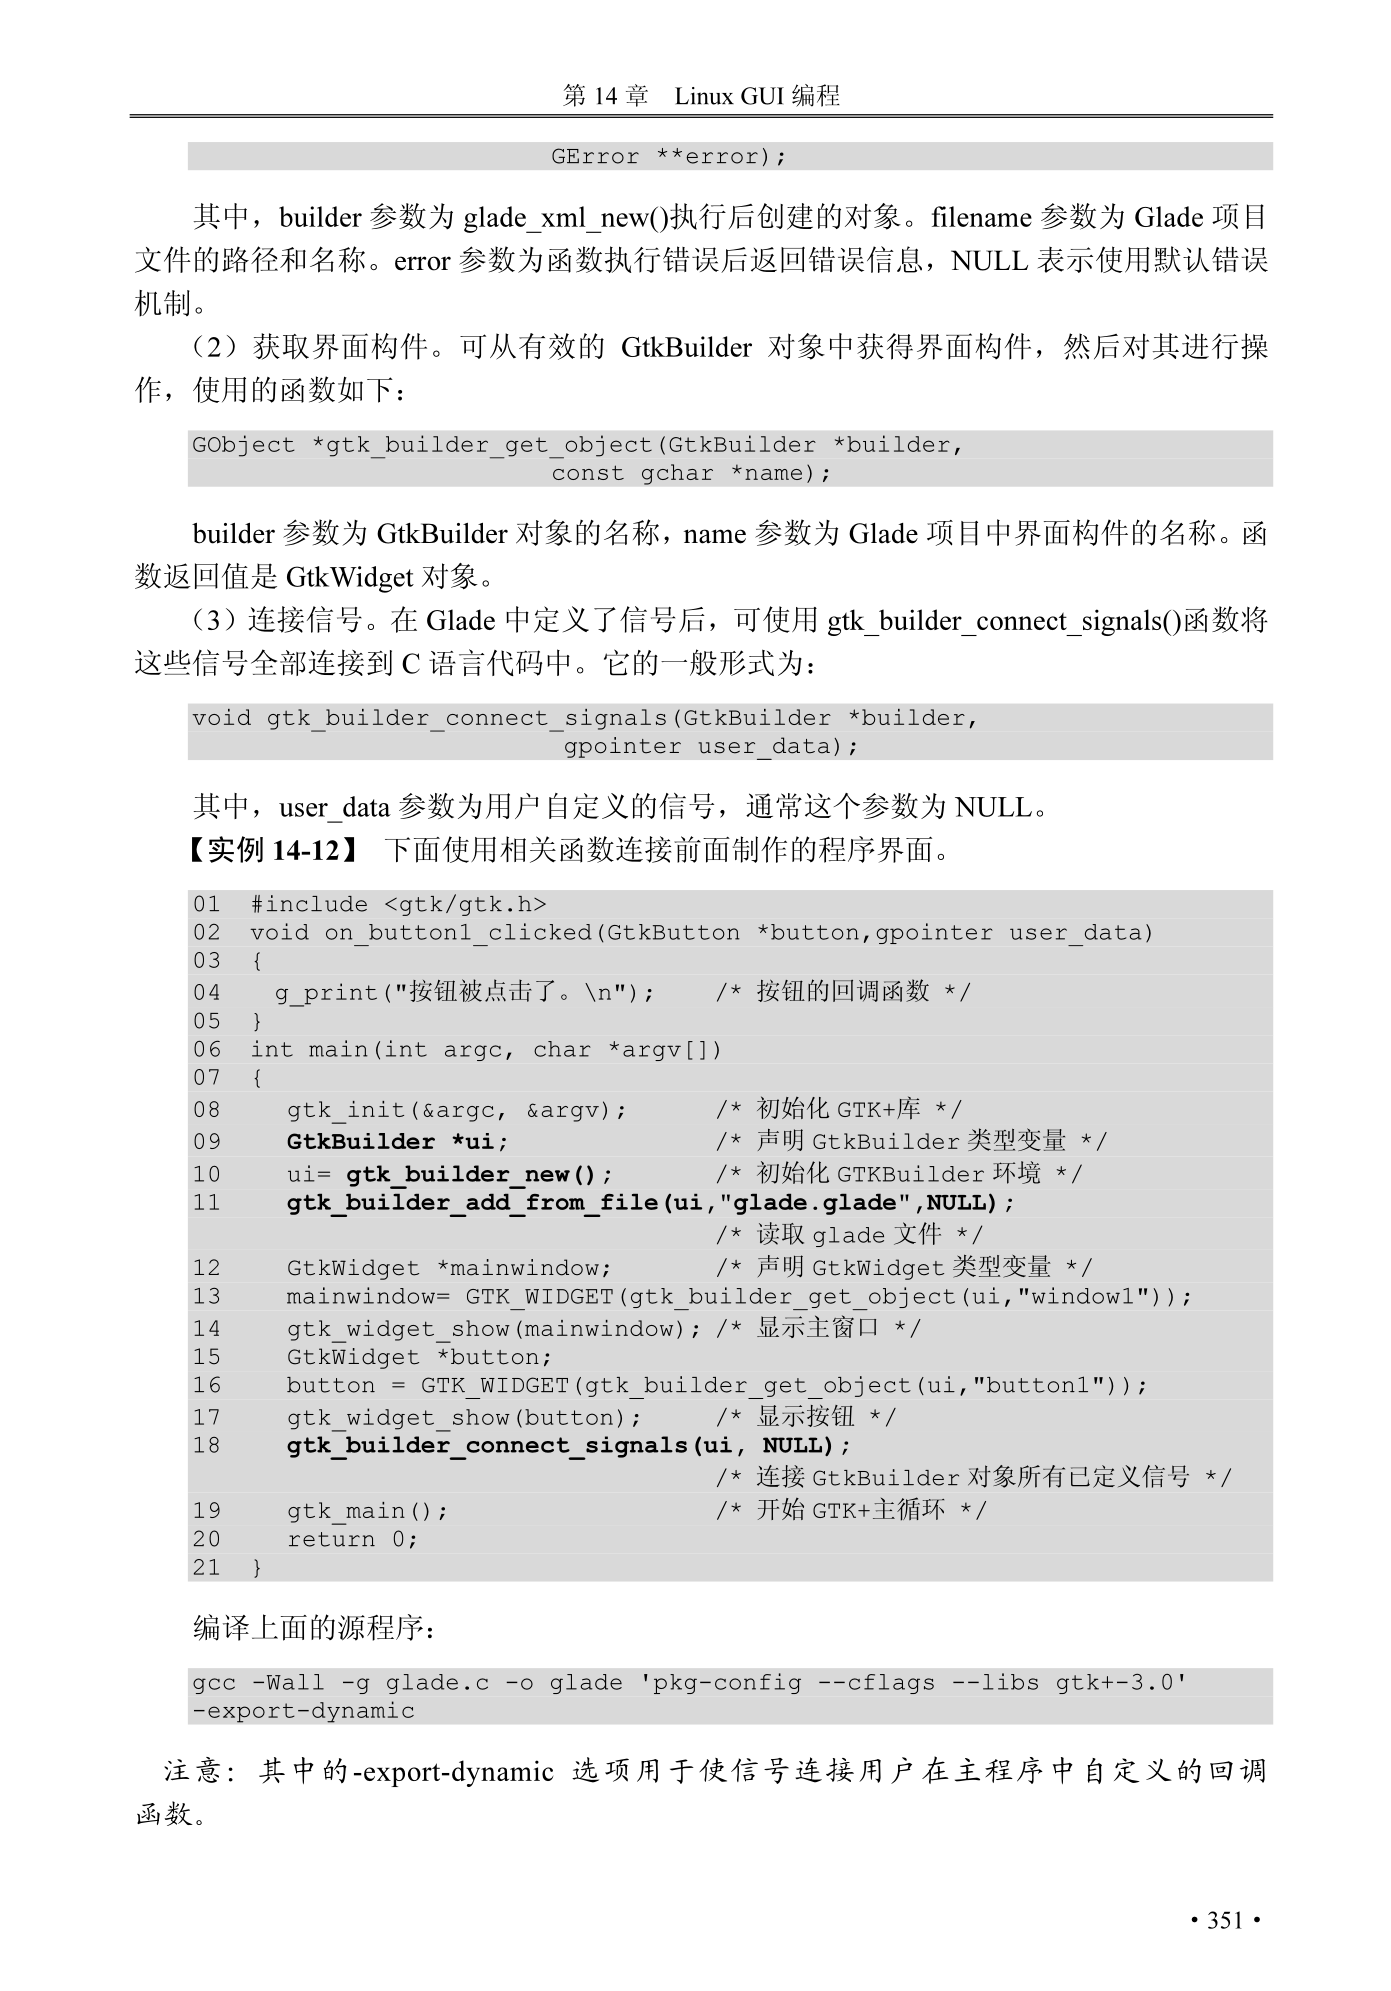 第 14 章　Linux GUI 编程
GError **error);
其中，builder 参数为 glade_xml_new()执行后创建的对象。filename 参数为 Glade 项目
文件的路径和名称。error 参数为函数执行错误后返回错误信息，NULL 表示使用默认错误
机制。
（2）获取界面构件。可从有效的 GtkBuilder 对象中获得界面构件，然后对其进行操
作，使用的函数如下：
GObject *gtk_builder_get_object(GtkBuilder *builder,
const gchar *name);
builder 参数为 GtkBuilder 对象的名称，name 参数为 Glade 项目中界面构件的名称。函
数返回值是 GtkWidget 对象。
（3）连接信号。在 Glade 中定义了信号后，可使用 gtk_builder_connect_signals()函数将
这些信号全部连接到 C 语言代码中。它的一般形式为：
void gtk_builder_connect_signals(GtkBuilder *builder,
gpointer user_data);
其中，user_data 参数为用户自定义的信号，通常这个参数为 NULL。
【实例 14-12】 下面使用相关函数连接前面制作的程序界面。
01 #include <gtk/gtk.h>
02 void on_button1_clicked(GtkButton *button,gpointer user_data)
03 {
04 g_print("按钮被点击了。\n"); /* 按钮的回调函数 */
05 }
06 int main(int argc, char *argv[])
07 {
08 gtk_init(&argc, &argv); /* 初始化 GTK+库 */
09 GtkBuilder *ui; /* 声明 GtkBuilder 类型变量 */
10 ui= gtk_builder_new(); /* 初始化 GTKBuilder 环境 */
11 gtk_builder_add_from_file(ui,"glade.glade",NULL);
/* 读取 glade 文件 */
12 GtkWidget *mainwindow; /* 声明 GtkWidget 类型变量 */
13 mainwindow= GTK_WIDGET(gtk_builder_get_object(ui,"window1"));
14 gtk_widget_show(mainwindow); /* 显示主窗口 */
15 GtkWidget *button;
16 button = GTK_WIDGET(gtk_builder_get_object(ui,"button1"));
17 gtk_widget_show(button); /* 显示按钮 */
18 gtk_builder_connect_signals(ui, NULL);
/* 连接 GtkBuilder 对象所有已定义信号 */
19 gtk_main(); /* 开始 GTK+主循环 */
20 return 0;
21 }
编译上面的源程序：
gcc -Wall -g glade.c -o glade 'pkg-config --cflags --libs gtk+-3.0'
-export-dynamic
注意：其中的-export-dynamic 选项用于使信号连接用户在主程序中自定义的回调
函数。
• 351 •